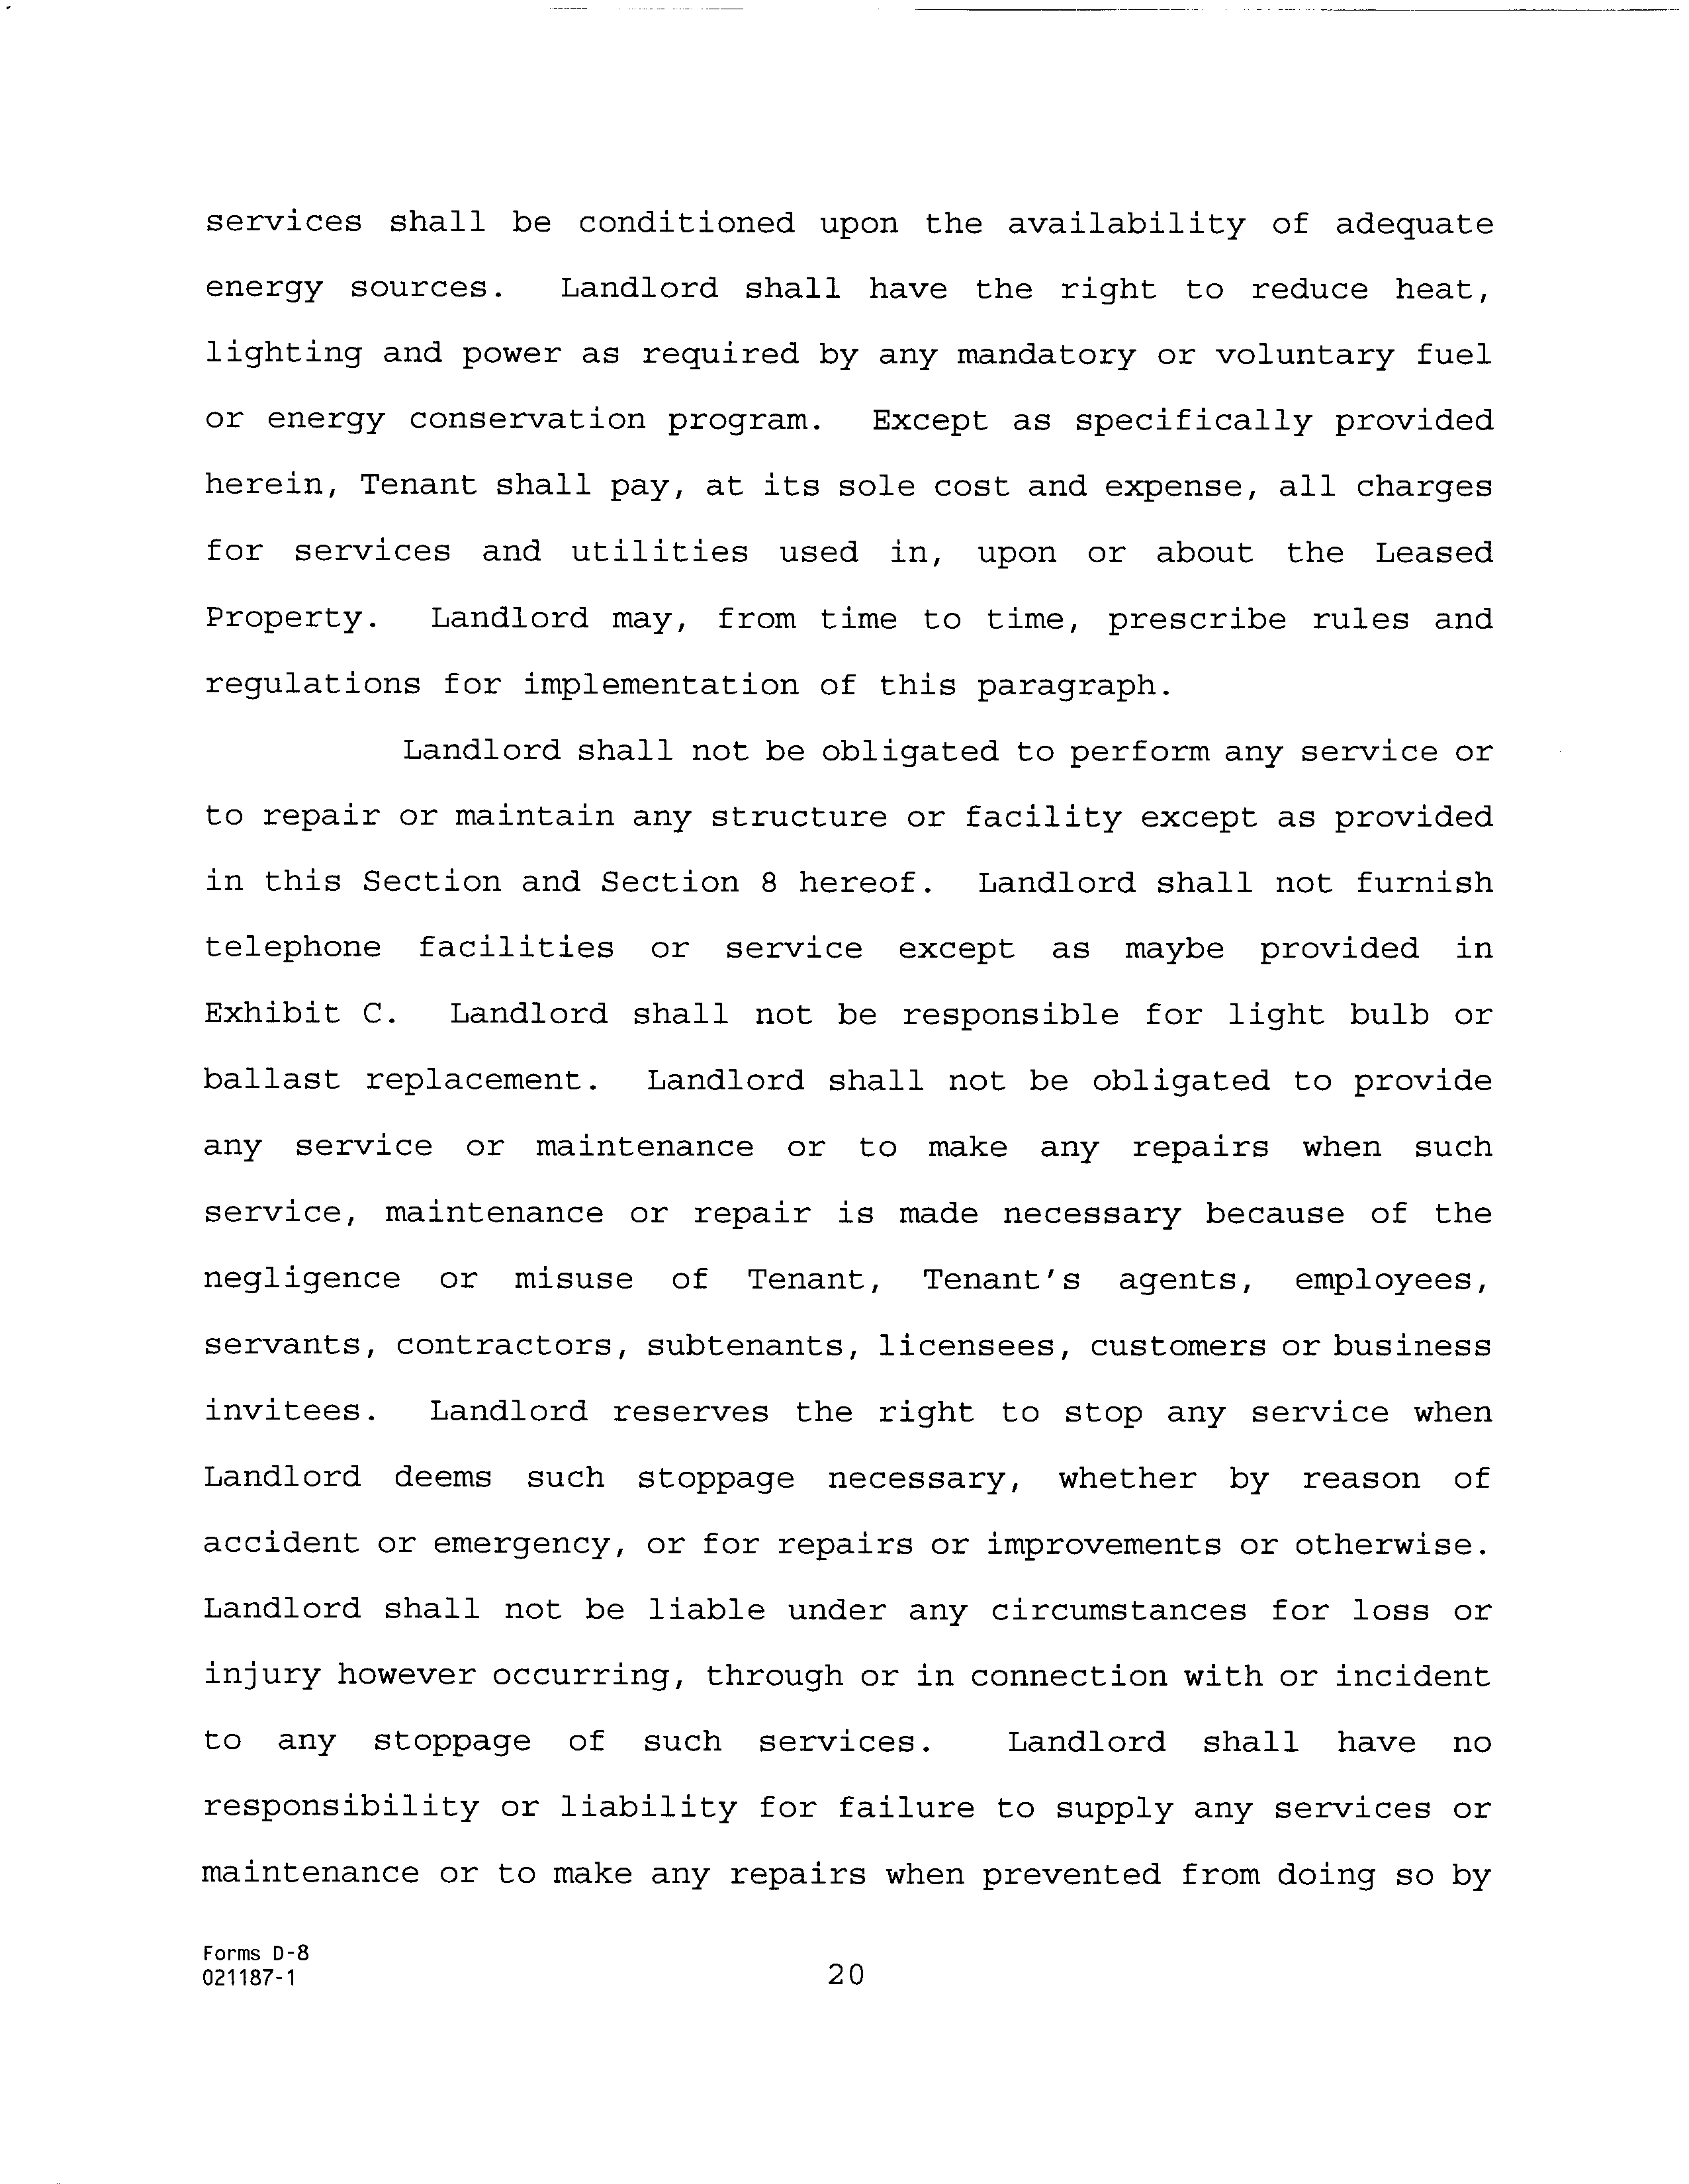 services shall be conditioned upon the availability of adequate
energy sources. Landlord shall have the right to reduce heat,
lighting and power as required by any mandatory or voluntary fuel
or energy conservation program. Except as specifically provided
herein, Tenant shall pay, at its sole cost and expense, all charges
for services and utilities used in, upon or about the Leased
Property. Landlord may, from time to time, prescribe rules and
regulations for implementation of this paragraph.
Landlord shall not be obligated to perform any service or
to repair or maintain any structure or facility except as provided
in this Section and Section 8 hereof. Landlord shall not furnish
telephone facilities or service except as maybe provided in
Exhibit C. Landlord shall not be responsible for light bulb or
ballast replacement. Landlord shall not be obligated to provide
any service or maintenance or to make any repairs when such
service, maintenance or repair is made necessary because of the
negligence or misuse of Tenant, Tenant's agents, employees,
servants, contractors, subtenants, licensees, customers or business
invitees. Landlord reserves the right to stop any service when
Landlord deems such stoppage necessary, whether by reason of
accident or emergency, or for repairs or improvements or otherwise.
Landlord shall not be liable under any circumstances for loss or
injury however occurring, through or in connection with or incident
to any stoppage of such services. Landlord shall have no
responsibility or liability for failure to supply any services or
maintenance or to make any repairs when prevented from doing so by
Forms D-8
021187-1
20